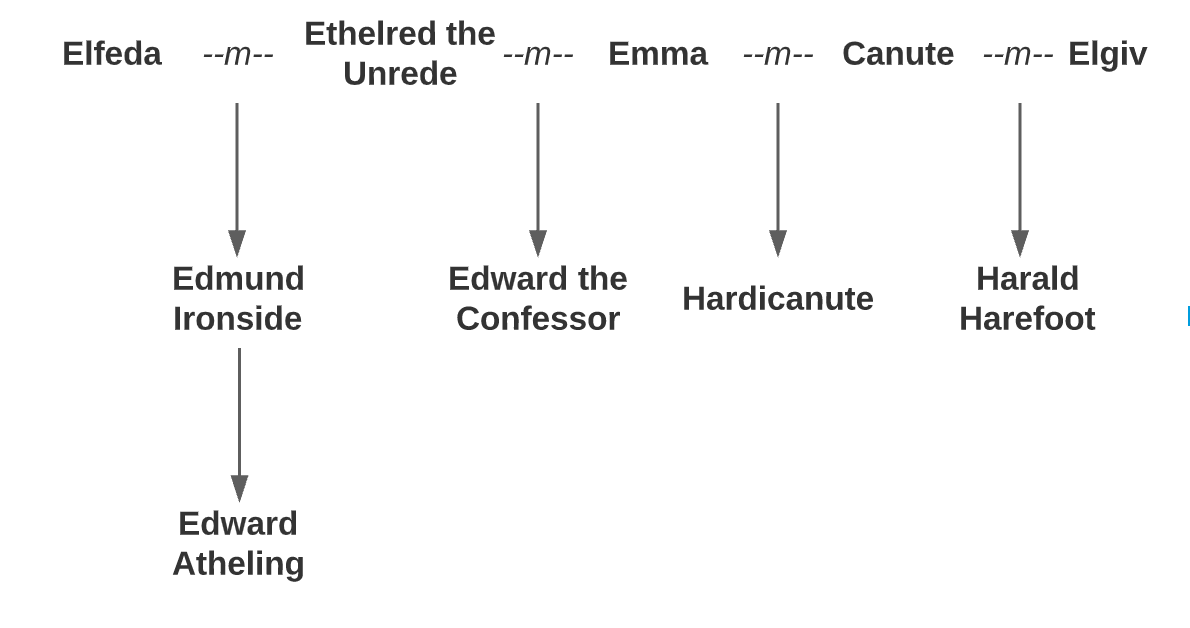 Elfeda --m-- Ethelred the Unrede --m-- Emma --m-- Canute --m-- Elgiv
Edmund Ironside
Edward the Confessor
Hardicanute
Harald Harefoot
Edward Atheling